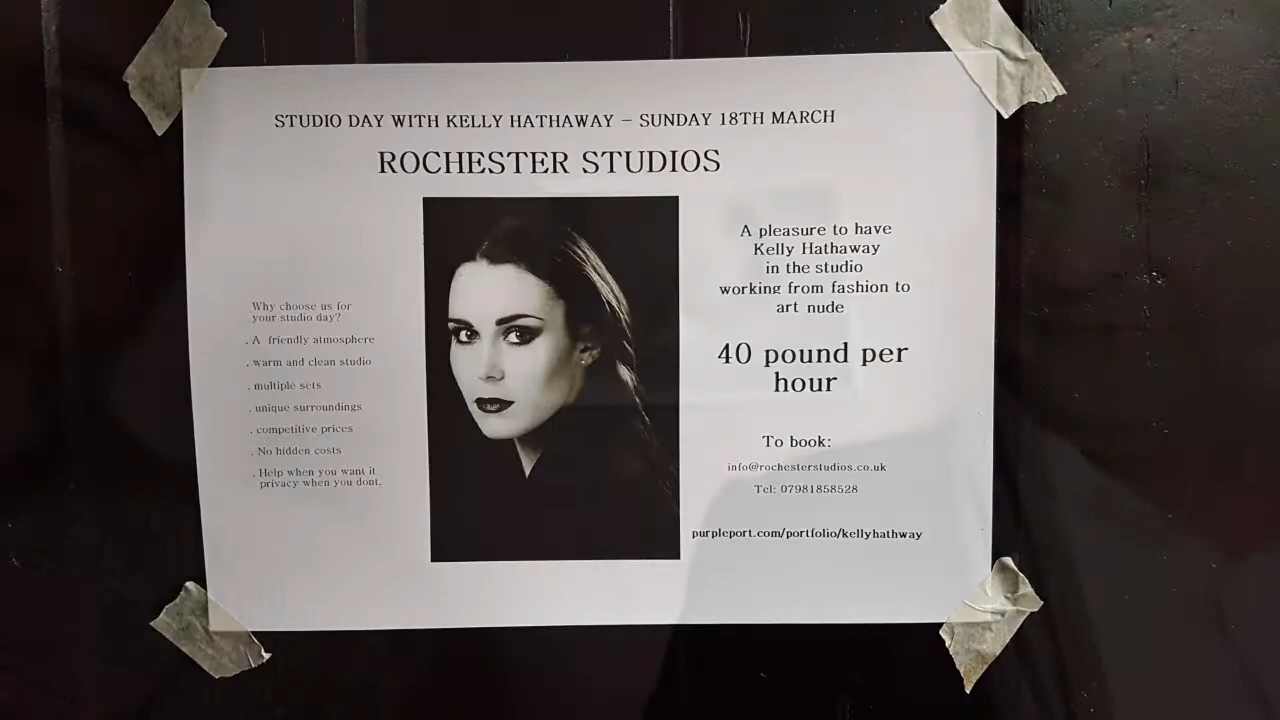 STUDIO DAY WITH KELLY HATHAWAY – SUNDAY 18TH MARCH
ROCHESTER STUDIOS
Why choose us for
your studio day?
. A friendly atmosphere
. warm and clean studio
. multiple sets
. unique surroundings
. competitive prices
. No hidden costs
. Help when you want it
privacy when you dont.
A pleasure to have
Kelly Hathaway
in the studio
working from fashion to
art nude
40 pound per
hour
To book:
info@rochesterstudios.co.uk
Tel: 07981858528
purpleport.com/portfolio/kellyhathway